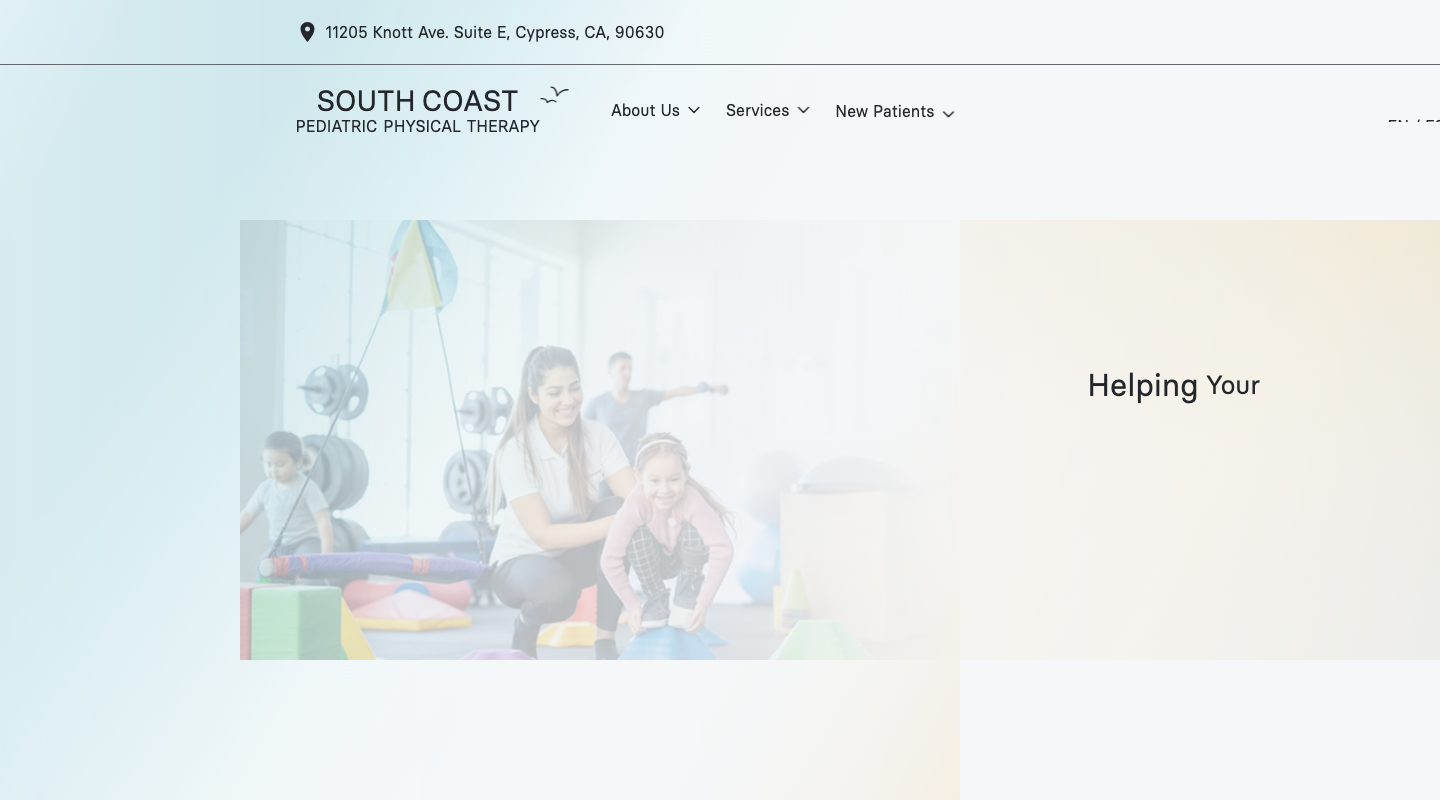 11205 Knott Ave. Suite E, Cypress, CA, 90630
SOUTH COAST
PEDIATRIC PHYSICAL THERAPY
About Us
Services
New Patients
Helping Your